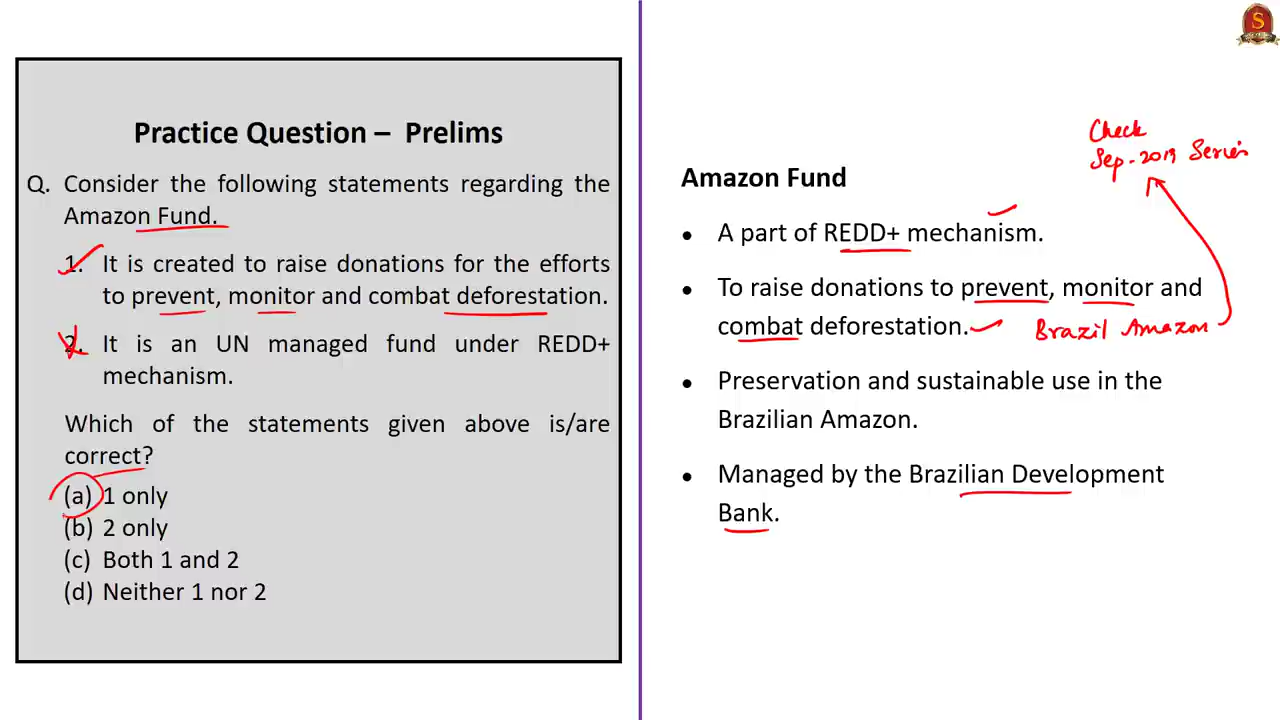 Practice Question – Prelims
Q. Consider the following statements regarding the
Amazon Fund.
1. It is created to raise donations for the efforts
to prevent, monitor and combat deforestation.
2. It is an UN managed fund under REDD+
mechanism.
Which of the statements given above is/are
correct?
(a) 1 only
(b) 2 only
(c) Both 1 and 2
(d) Neither 1 nor 2
S
Check
Sep-2019 Series
Amazon Fund
• A part of REDD+ mechanism.
• To raise donations to prevent, monitor and
combat deforestation.
Brazil Amazon
• Preservation and sustainable use in the
Brazilian Amazon.
• Managed by the Brazilian Development
Bank.